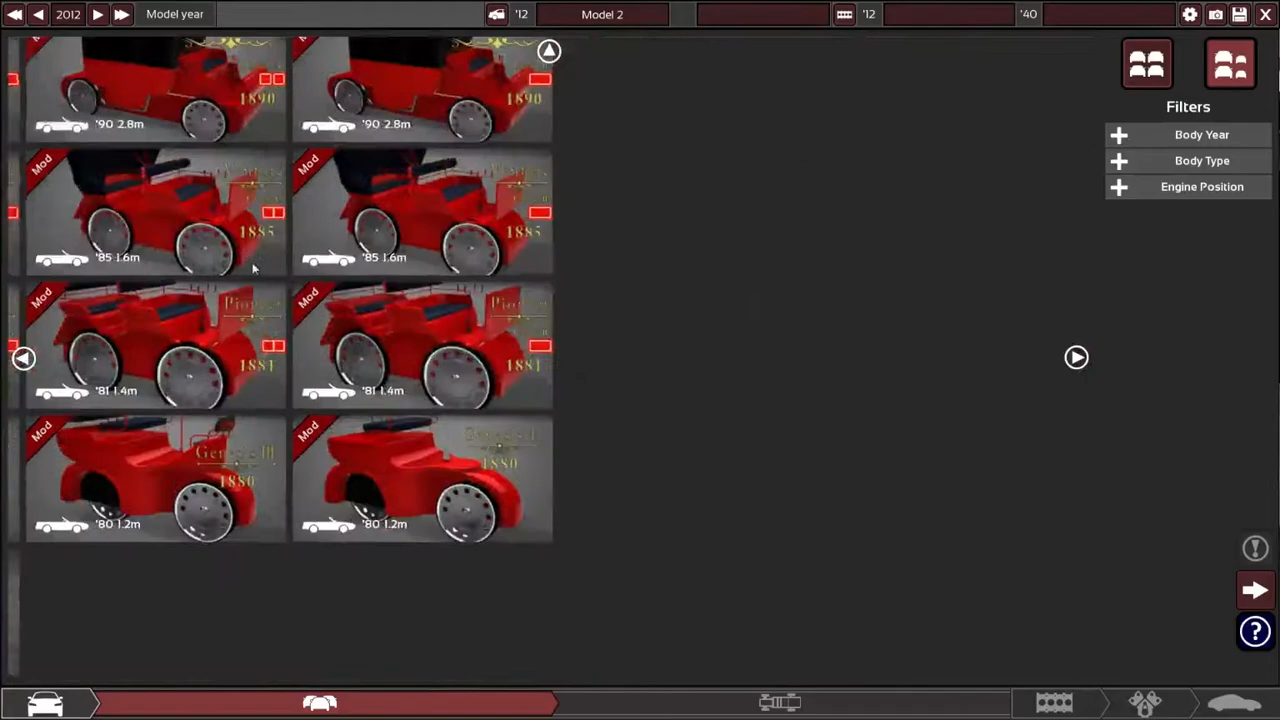 2012 Model year '12 Model 2 '12 '40
1890 1890
'90 2.8m '90 2.8m
Filters
Body Year
Body Type
Engine Position
Mod Mod
1885 1885
'85 1.6m '85 1.6m
Mod Mod
1881 1881
'81 1.4m '81 1.4m
Mod Mod
Genesis III
1880 1880
'80 1.2m '80 1.2m
?